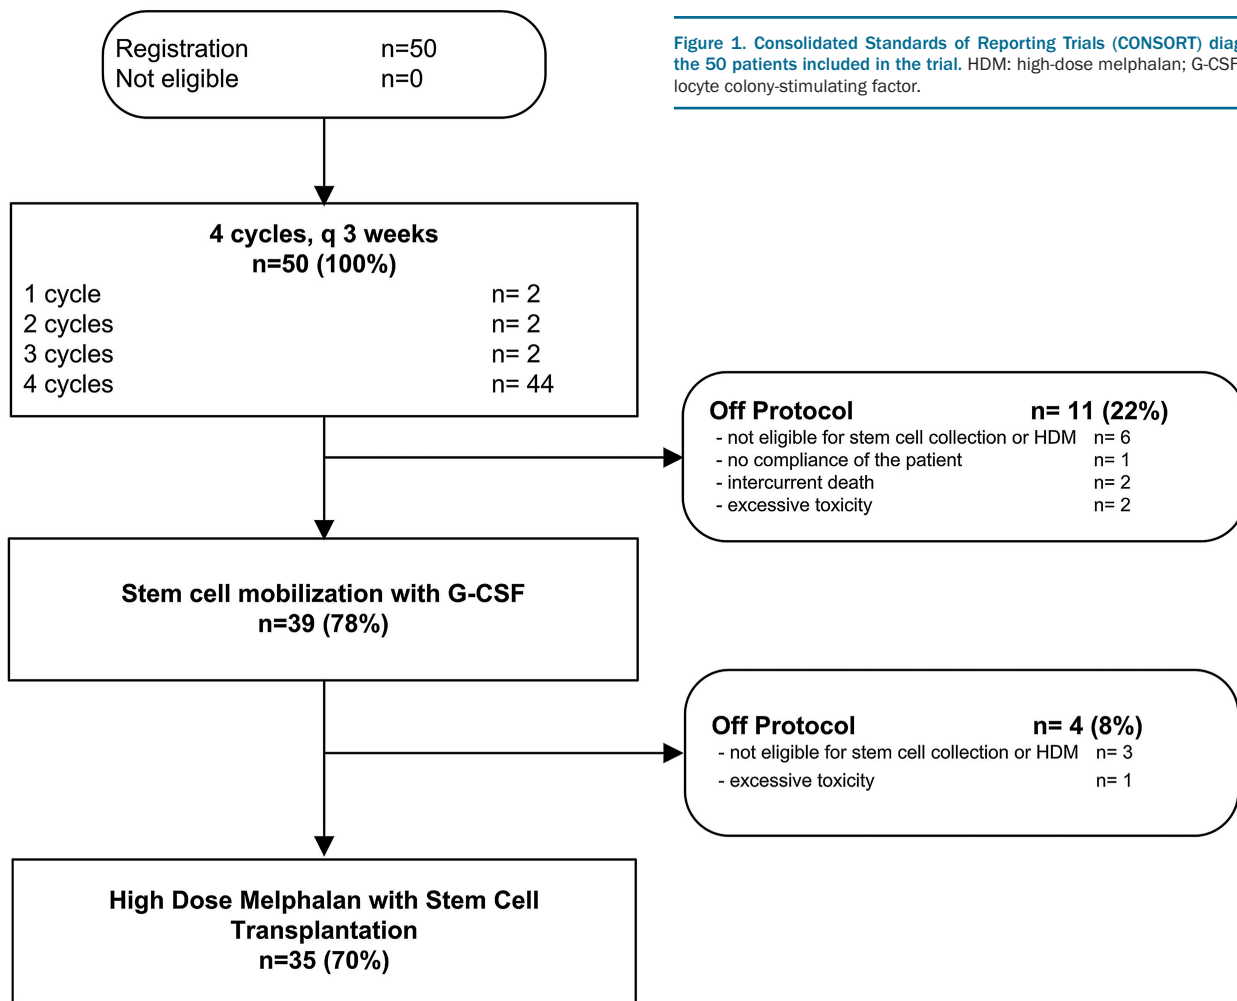 Registration n=50
Not eligible n=0
Figure 1. Consolidated Standards of Reporting Trials (CONSORT)
the 50 patients included in the trial. HDM: high-dose melphalan; G-CSF
locyte colony-stimulating factor.
4 cycles, q 3 weeks
n=50 (100%)
1 cycle n= 2
2 cycles n= 2
3 cycles n= 2
4 cycles n= 44
Off Protocol n= 11 (22%)
- not eligible for stem cell collection or HDM n= 6
- no compliance of the patient n= 1
- intercurrent death n= 2
- excessive toxicity n= 2
Stem cell mobilization with G-CSF
n=39 (78%)
Off Protocol n= 4 (8%)
- not eligible for stem cell collection or HDM n= 3
- excessive toxicity n= 1
High Dose Melphalan with Stem Cell
Transplantation
n=35 (70%)